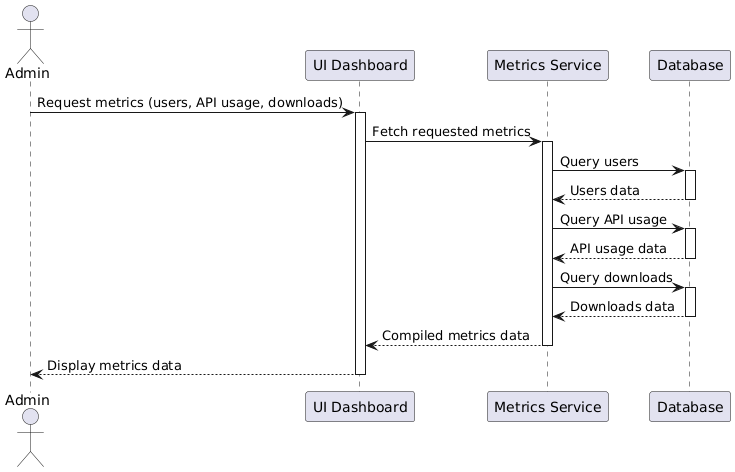 Admin
UI Dashboard
Metrics Service
Database
Request metrics (users, API usage, downloads)
Fetch requested metrics
Query users
Users data
Query API usage
API usage data
Query downloads
Downloads data
Compiled metrics data
Display metrics data
Admin
UI Dashboard
Metrics Service
Database